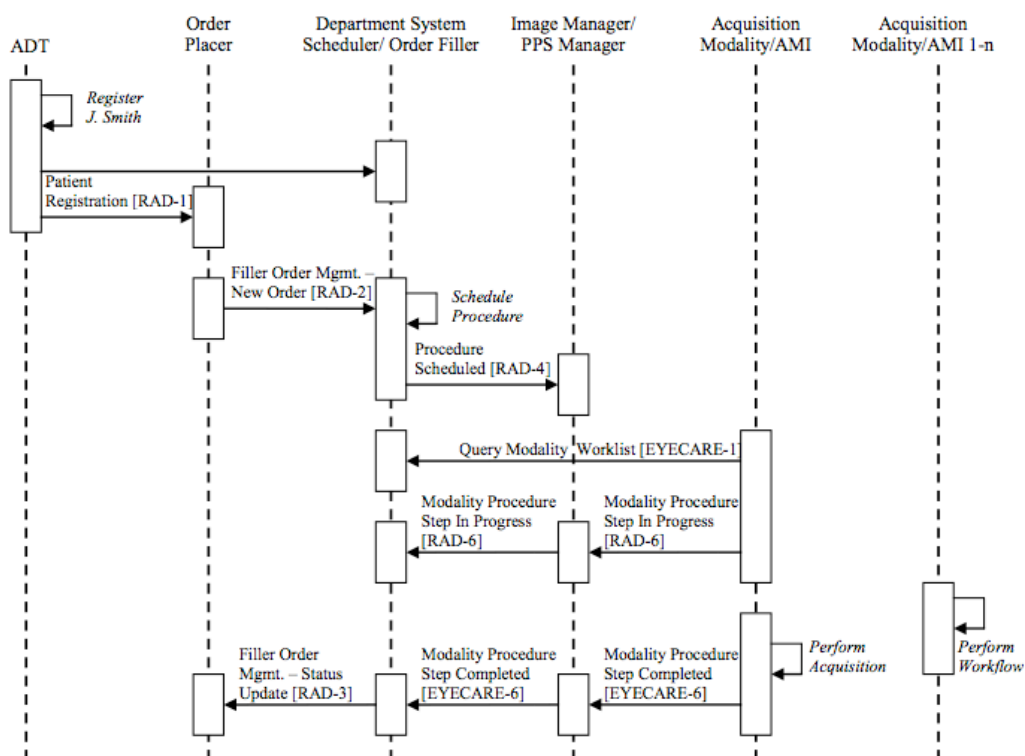 ADT
Order
Placer
Department System
Scheduler/ Order Filler
Image Manager/
PPS Manager
Acquisition
Modality/AMI
Acquisition
Modality/AMI 1-n
Register
J. Smith
Patient
Registration [RAD-1]
Filler Order Mgmt. –
New Order [RAD-2]
Schedule
Procedure
Procedure
Scheduled [RAD-4]
Query Modality Worklist [EYECARE-1]
Modality Procedure
Step In Progress
[RAD-6]
Modality Procedure
Step In Progress
[RAD-6]
Filler Order
Mgmt. – Status
Update [RAD-3]
Modality Procedure
Step Completed
[EYECARE-6]
Modality Procedure
Step Completed
[EYECARE-6]
Perform
Acquisition
Perform
Workflow